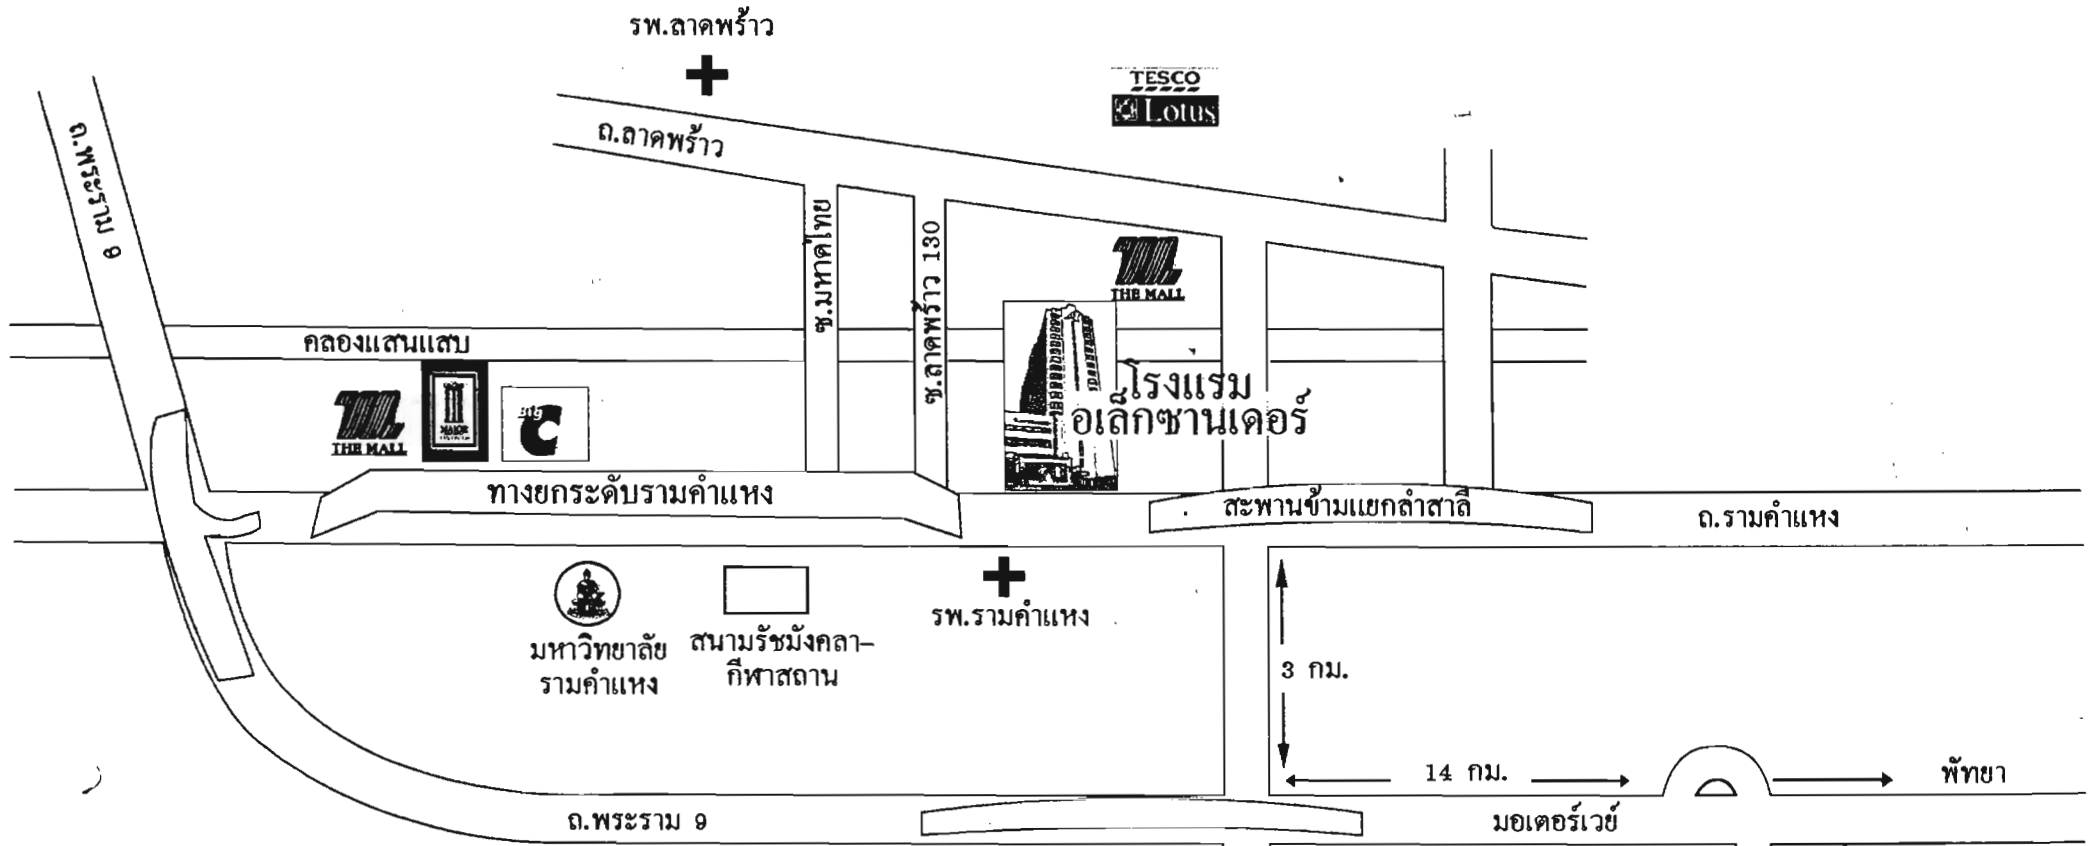 รพ.ลาดพร้าว
TESCO
Lotus
ถ.ลาดพร้าว
ถ.พระราม 9
ซ.มหาดไทย
ซ.ลาดพร้าว 130
THE MALL
คลองแสนแสบ
THE MALL
MAJOR
Big
C
โรงแรม
อเล็กซานเดอร์
ทางยกระดับรามคำแหง
สะพานข้ามแยกลำสาลี
ถ.รามคำแหง
รพ.รามคำแหง
มหาวิทยาลัย
รามคำแหง
สนามรัชมังคลา-
กีฬาสถาน
3 กม.
14 กม.
พัทยา
ถ.พระราม 9
มอเตอร์เวย์